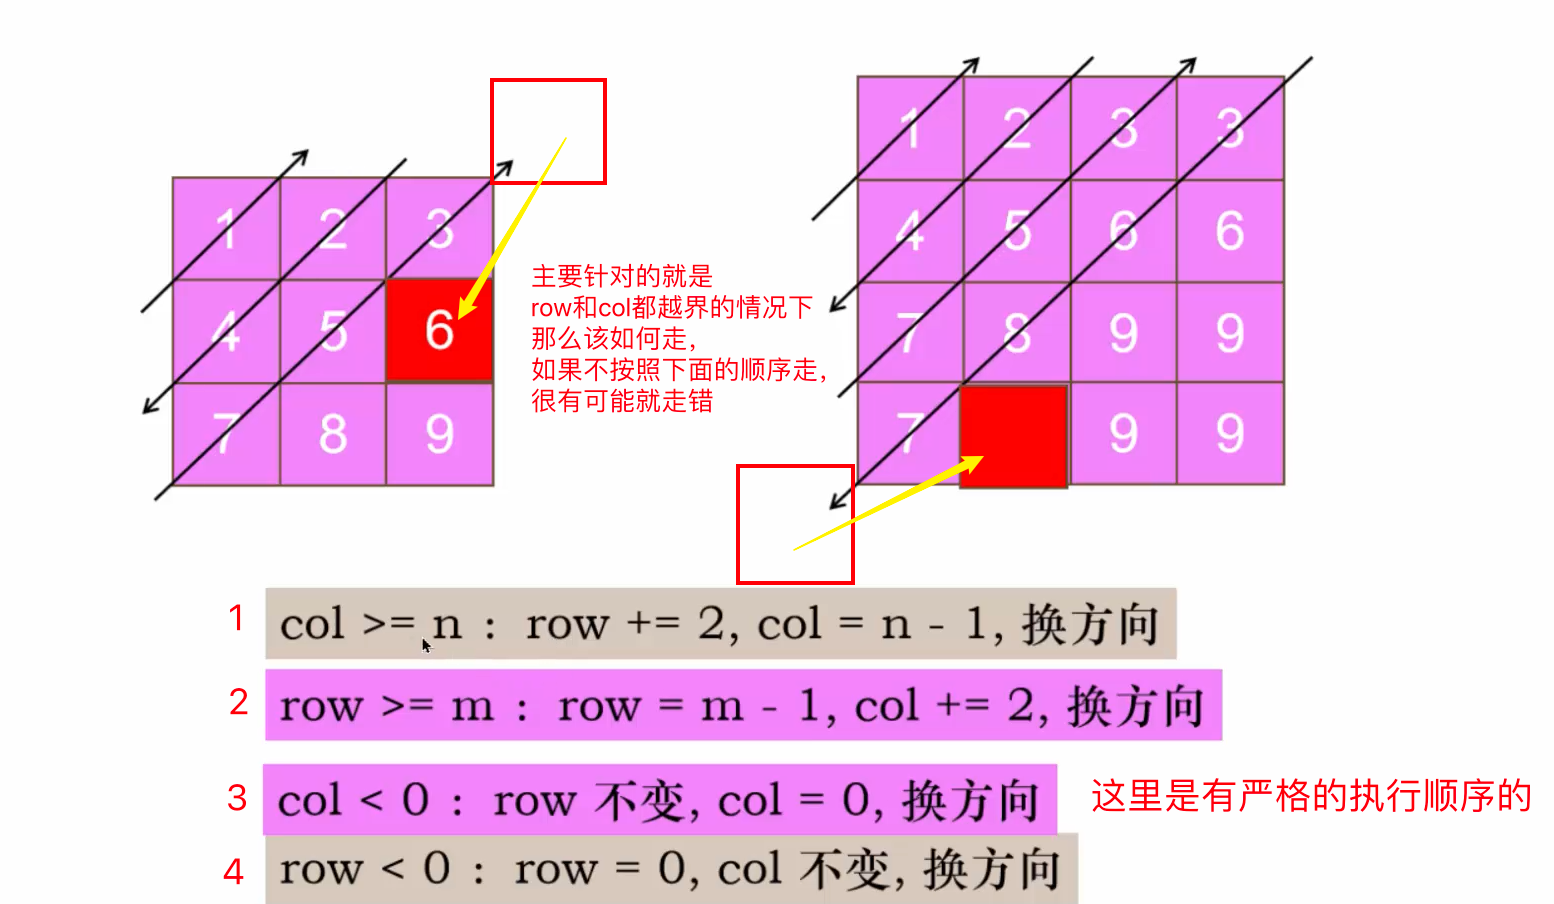 1 2 3 3
4 5 6 6
7 8 9 9
7 9 9
1 2 3
4 5 6
7 8 9
主要针对的就是
row和col都越界的情况下
那么该如何走,
如果不按照下面的顺序走,
很有可能就走错
1 col >= n : row += 2, col = n - 1, 换方向
2 row >= m : row = m - 1, col += 2, 换方向
3 col < 0 : row 不变, col = 0, 换方向 这里是有严格的执行顺序的
4 row < 0 : row = 0, col 不变, 换方向